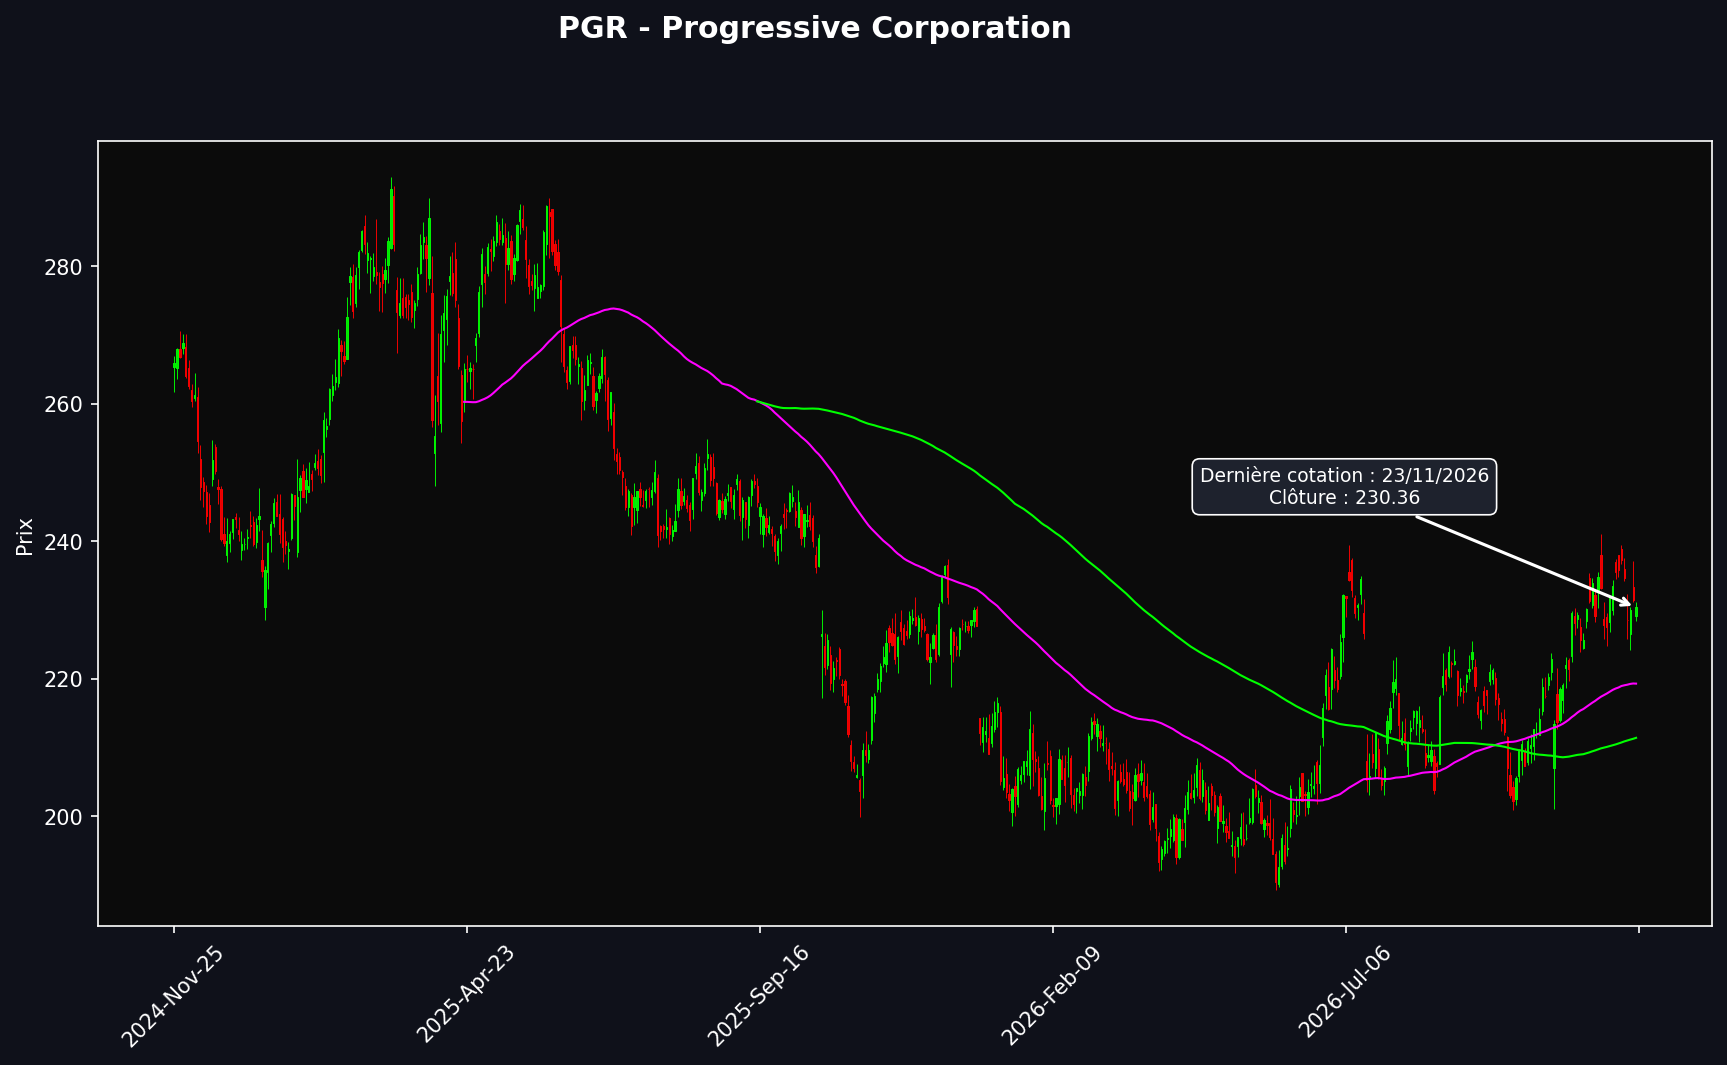 PGR - Progressive Corporation
Prix
280
260
240
220
200
Dernière cotation : 23/11/2026
Clôture : 230.36
2024-Nov-25
2025-Apr-23
2025-Sep-16
2026-Feb-09
2026-Jul-06